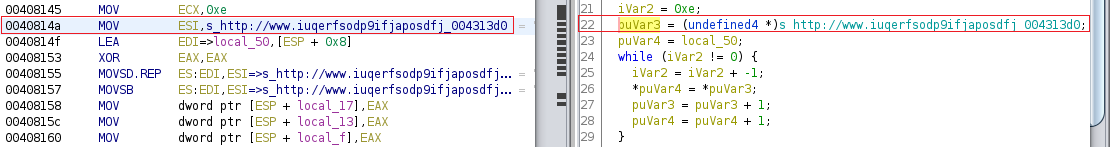 00408145 MOV ECX,0xe
0040814a MOV ESI,s_http://www.iuqerfsodp9ifjaposdfj_004313d0
0040814f LEA EDI=>local_50,[ESP + 0x8]
00408153 XOR EAX,EAX
00408155 MOVSD.REP ES:EDI,ESI=>s_http://www.iuqerfsodp9ifjaposdfj... =
00408157 MOVSB ES:EDI,ESI=>s_http://www.iuqerfsodp9ifjaposdfj... =
00408158 MOV dword ptr [ESP + local_17],EAX
0040815c MOV dword ptr [ESP + local_13],EAX
00408160 MOV dword ptr [ESP + local_f],EAX
21 iVar2 = 0xe;
22 puVar3 = (undefined4 *)s_http://www.iuqerfsodp9ifjaposdfj_004313d0;
23 puVar4 = local_50;
24 while (iVar2 != 0) {
25 iVar2 = iVar2 + -1;
26 *puVar4 = *puVar3;
27 puVar3 = puVar3 + 1;
28 puVar4 = puVar4 + 1;
29 }